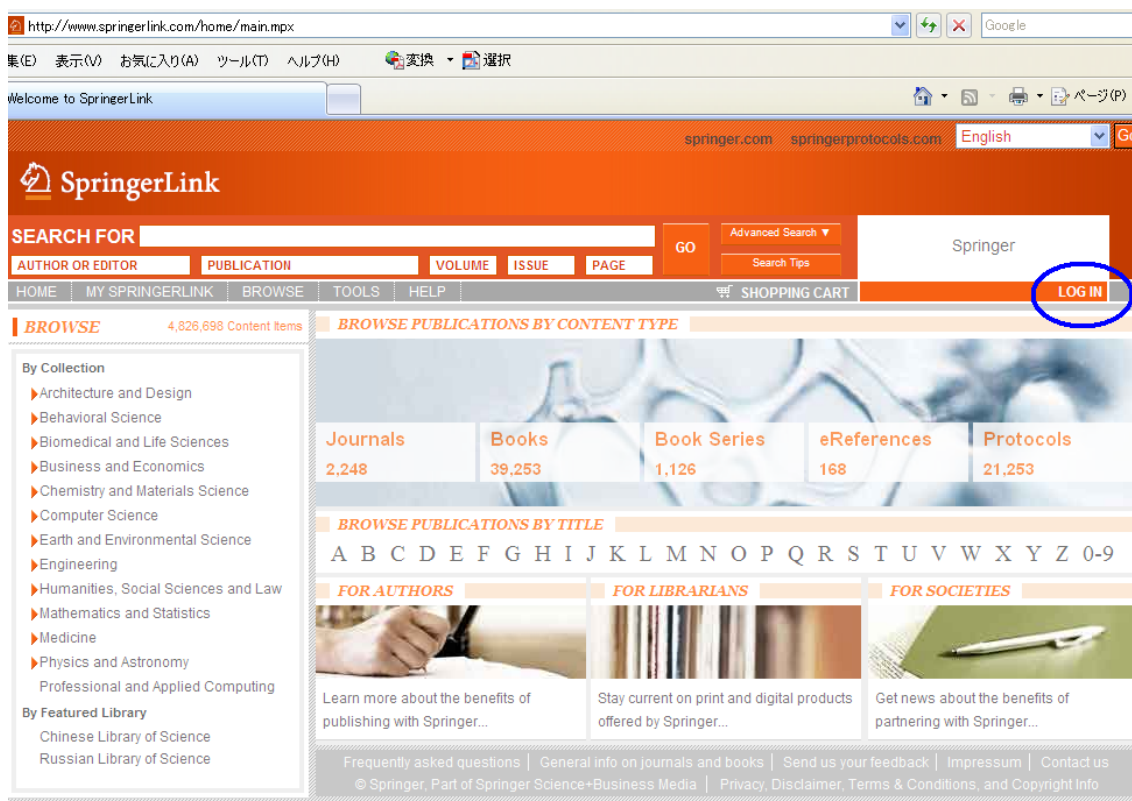 http://www.springerlink.com/home/main.mpx
Google
集(E) 表示(V) お気に入り(A) ツール(T) ヘルプ(H) 変換 選択
Welcome to SpringerLink
ページ(P)
springer.com springerprotocols.com English Go
SpringerLink
SEARCH FOR
GO
Advanced Search ▼
Search Tips
Springer
AUTHOR OR EDITOR PUBLICATION VOLUME ISSUE PAGE
HOME MY SPRINGERLINK BROWSE TOOLS HELP SHOPPING CART LOG IN
BROWSE 4,826,698 Content Items
By Collection
Architecture and Design
Behavioral Science
Biomedical and Life Sciences
Business and Economics
Chemistry and Materials Science
Computer Science
Earth and Environmental Science
Engineering
Humanities, Social Sciences and Law
Mathematics and Statistics
Medicine
Physics and Astronomy
Professional and Applied Computing
By Featured Library
Chinese Library of Science
Russian Library of Science
BROWSE PUBLICATIONS BY CONTENT TYPE
Journals Books Book Series eReferences Protocols
2,248 39,253 1,126 168 21,253
BROWSE PUBLICATIONS BY TITLE
A B C D E F G H I J K L M N O P Q R S T U V W X Y Z 0-9
FOR AUTHORS
Learn more about the benefits of
publishing with Springer...
FOR LIBRARIANS
Stay current on print and digital products
offered by Springer...
FOR SOCIETIES
Get news about the benefits of
partnering with Springer...
Frequently asked questions | General info on journals and books | Send us your feedback | Impressum | Contact us
© Springer, Part of Springer Science+Business Media | Privacy, Disclaimer, Terms & Conditions, and Copyright Info